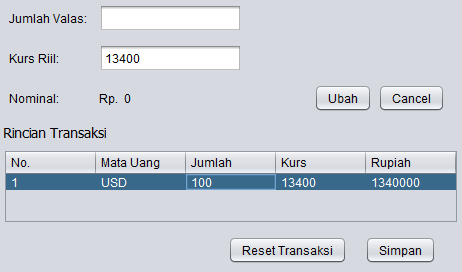 Jumlah Valas:
Kurs Riil: 13400
Nominal: Rp. 0 Ubah Cancel
Rincian Transaksi
No. Mata Uang Jumlah Kurs Rupiah
1 USD 100 13400 1340000
Reset Transaksi Simpan